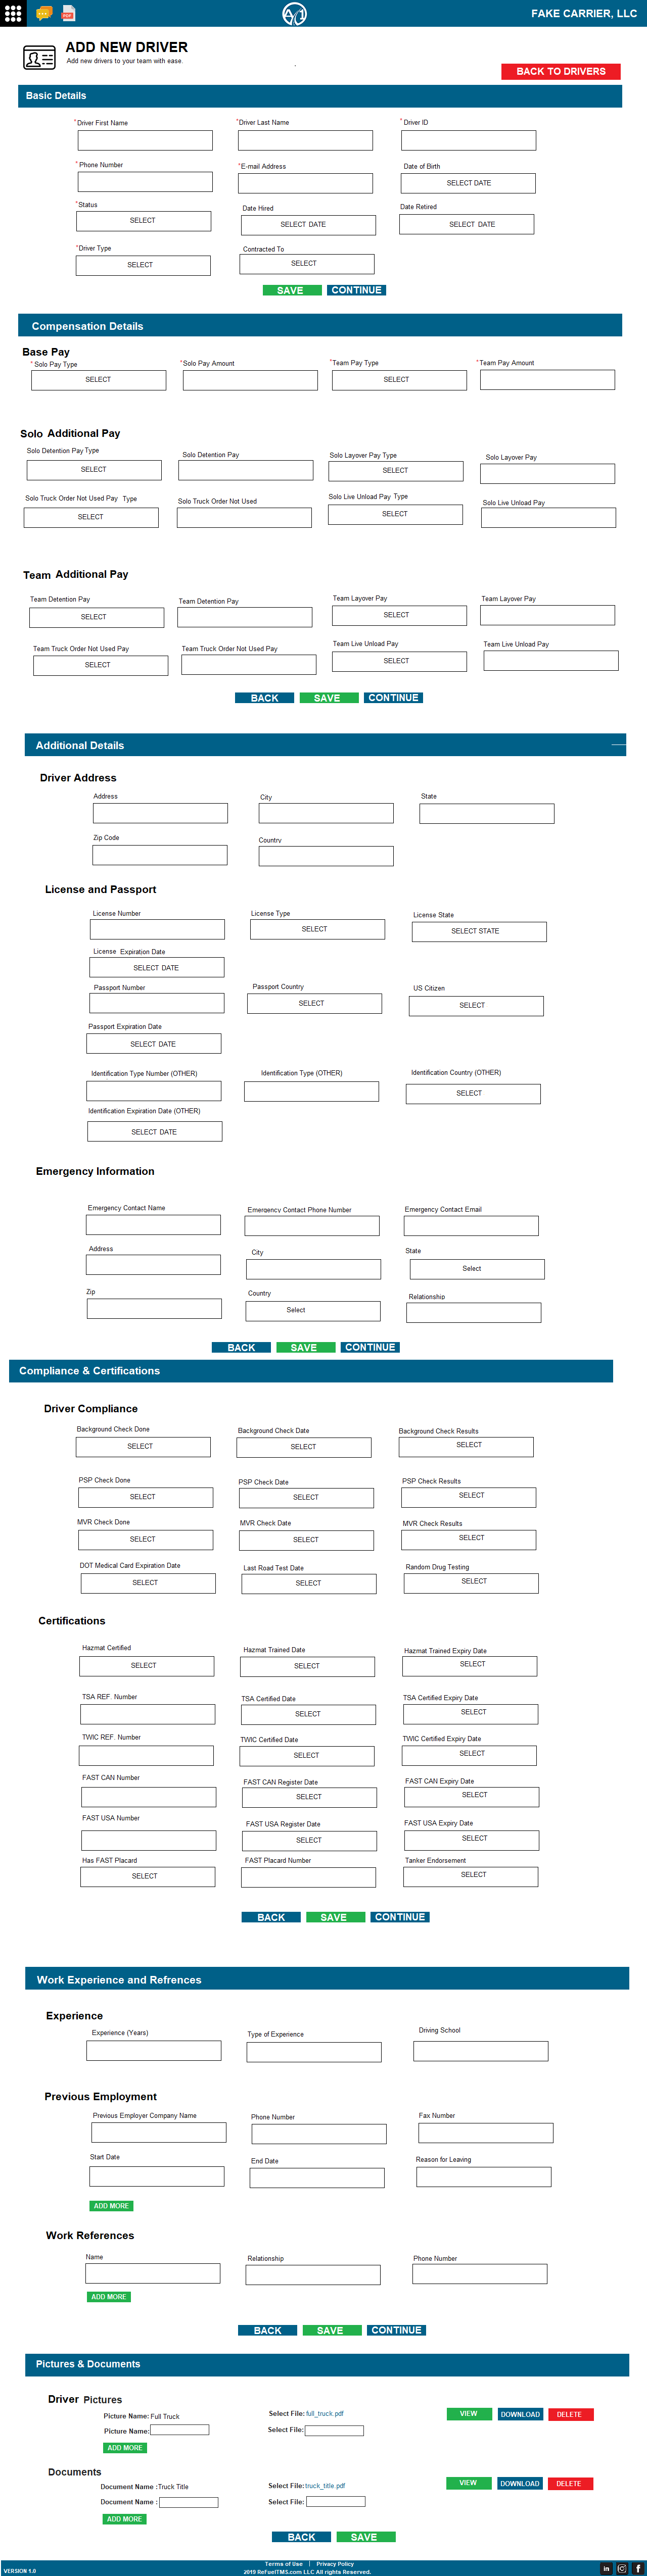 PDF
A1
FAKE CARRIER, LLC
ADD NEW DRIVER
Add new drivers to your team with ease.
BACK TO DRIVERS
Basic Details
*Driver First Name
*Driver Last Name
* Driver ID
* Phone Number
*E-mail Address
Date of Birth
SELECT DATE
*Status
SELECT
Date Hired
SELECT DATE
Date Retired
SELECT DATE
*Driver Type
SELECT
Contracted To
SELECT
SAVE
CONTINUE
Compensation Details
Base Pay
* Solo Pay Type
SELECT
*Solo Pay Amount
*Team Pay Type
SELECT
*Team Pay Amount
Solo Additional Pay
Solo Detention Pay Type
SELECT
Solo Detention Pay
Solo Layover Pay Type
SELECT
Solo Layover Pay
Solo Truck Order Not Used Pay Type
SELECT
Solo Truck Order Not Used
Solo Live Unload Pay Type
SELECT
Solo Live Unload Pay
Team Additional Pay
Team Detention Pay
SELECT
Team Detention Pay
Team Layover Pay
SELECT
Team Layover Pay
Team Truck Order Not Used Pay
SELECT
Team Truck Order Not Used Pay
Team Live Unload Pay
SELECT
Team Live Unload Pay
BACK
SAVE
CONTINUE
Additional Details
Driver Address
Address
City
State
Zip Code
Country
License and Passport
License Number
License Type
SELECT
License State
SELECT STATE
License Expiration Date
SELECT DATE
Passport Number
Passport Country
SELECT
US Citizen
SELECT
Passport Expiration Date
SELECT DATE
Identification Type Number (OTHER)
Identification Type (OTHER)
Identification Country (OTHER)
SELECT
Identification Expiration Date (OTHER)
SELECT DATE
Emergency Information
Emergency Contact Name
Emergency Contact Phone Number
Emergency Contact Email
Address
City
State
Select
Zip
Country
Select
Relationship
BACK
SAVE
CONTINUE
Compliance & Certifications
Driver Compliance
Background Check Done
SELECT
Background Check Date
SELECT
Background Check Results
SELECT
PSP Check Done
SELECT
PSP Check Date
SELECT
PSP Check Results
SELECT
MVR Check Done
SELECT
MVR Check Date
SELECT
MVR Check Results
SELECT
DOT Medical Card Expiration Date
SELECT
Last Road Test Date
SELECT
Random Drug Testing
SELECT
Certifications
Hazmat Certified
SELECT
Hazmat Trained Date
SELECT
Hazmat Trained Expiry Date
SELECT
TSA REF. Number
TSA Certified Date
SELECT
TSA Certified Expiry Date
SELECT
TWIC REF. Number
TWIC Certified Date
SELECT
TWIC Certified Expiry Date
SELECT
FAST CAN Number
FAST CAN Register Date
SELECT
FAST CAN Expiry Date
SELECT
FAST USA Number
FAST USA Register Date
SELECT
FAST USA Expiry Date
SELECT
Has FAST Placard
SELECT
FAST Placard Number
Tanker Endorsement
SELECT
BACK
SAVE
CONTINUE
Work Experience and Refrences
Experience
Experience (Years)
Type of Experience
Driving School
Previous Employment
Previous Employer Company Name
Phone Number
Fax Number
Start Date
End Date
Reason for Leaving
ADD MORE
Work References
Name
Relationship
Phone Number
ADD MORE
BACK
SAVE
CONTINUE
Pictures & Documents
Driver Pictures
Picture Name: Full Truck
Select File: full_truck.pdf
VIEW
DOWNLOAD
DELETE
Picture Name:
Select File:
ADD MORE
Documents
Document Name :Truck Title
Select File: truck_title.pdf
VIEW
DOWNLOAD
DELETE
Document Name :
Select File:
ADD MORE
BACK
SAVE
VERSION 1.0
Terms of Use | Privacy Policy
2019 ReFuelTMS.com LLC All rights Reserved.
in
f